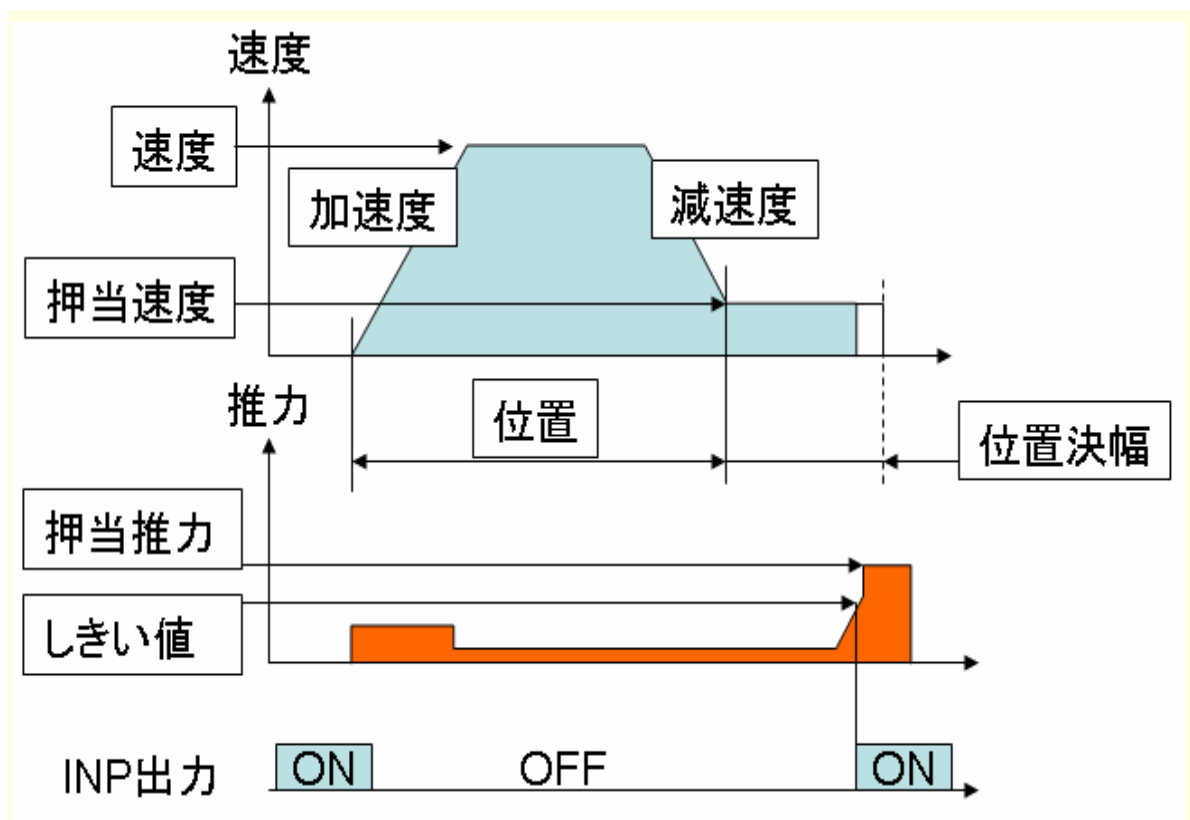 速度
速度
加速度
減速度
押当速度
推力
位置
位置決幅
押当推力
しきい値
INP出力
ON
OFF
ON